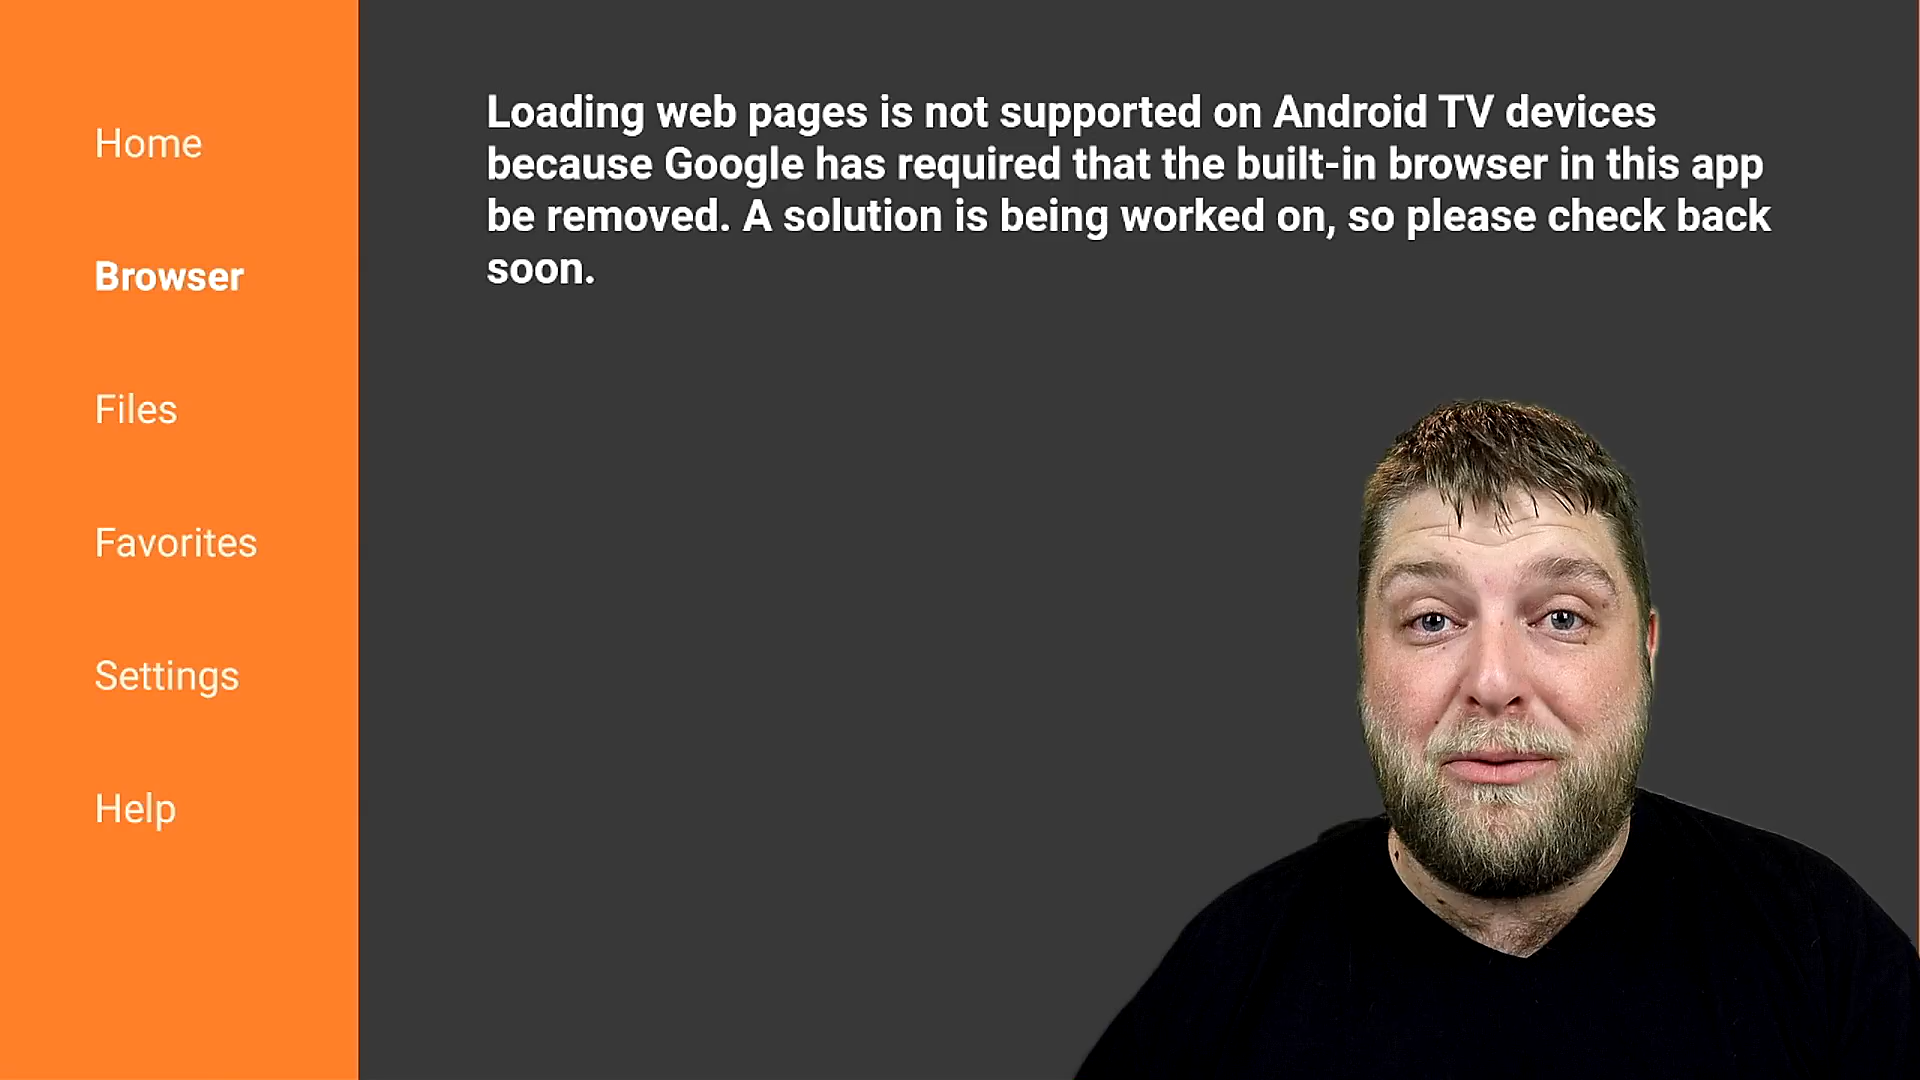 Home
Browser
Files
Favorites
Settings
Help
Loading web pages is not supported on Android TV devices
because Google has required that the built-in browser in this app
be removed. A solution is being worked on, so please check back
soon.